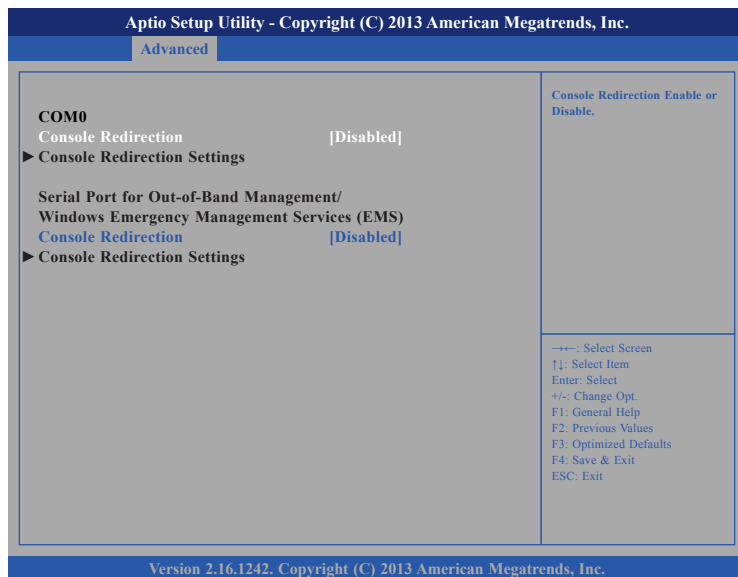 Aptio Setup Utility - Copyright (C) 2013 American Megatrends, Inc.
Advanced
COM0
Console Redirection [Disabled]
►Console Redirection Settings
Serial Port for Out-of-Band Management/
Windows Emergency Management Services (EMS)
Console Redirection [Disabled]
►Console Redirection Settings
Console Redirection Enable or
Disable.
→←: Select Screen
↑↓: Select Item
Enter: Select
+/-: Change Opt.
F1: General Help
F2: Previous Values
F3: Optimized Defaults
F4: Save & Exit
ESC: Exit
Version 2.16.1242. Copyright (C) 2013 American Megatrends, Inc.